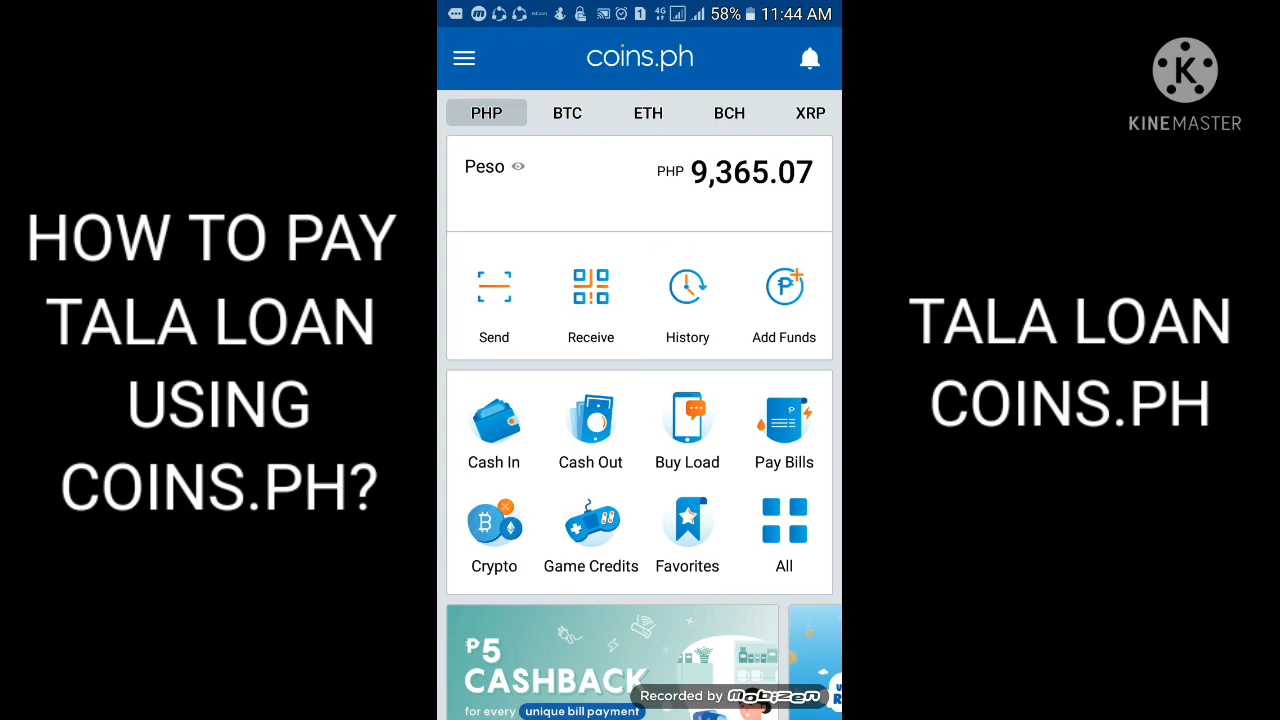 HOW TO PAY
TALA LOAN
USING
COINS.PH?
4G
58%
11:44 AM
coins.ph
PHP
BTC
ETH
BCH
XRP
Peso
PHP 9,365.07
Send
Receive
History
Add Funds
Cash In
Cash Out
Buy Load
Pay Bills
Crypto
Game Credits
Favorites
All
₱5
CASHBACK
for every unique bill payment
Recorded by Mobizen
K
KINEMASTER
TALA LOAN
COINS.PH